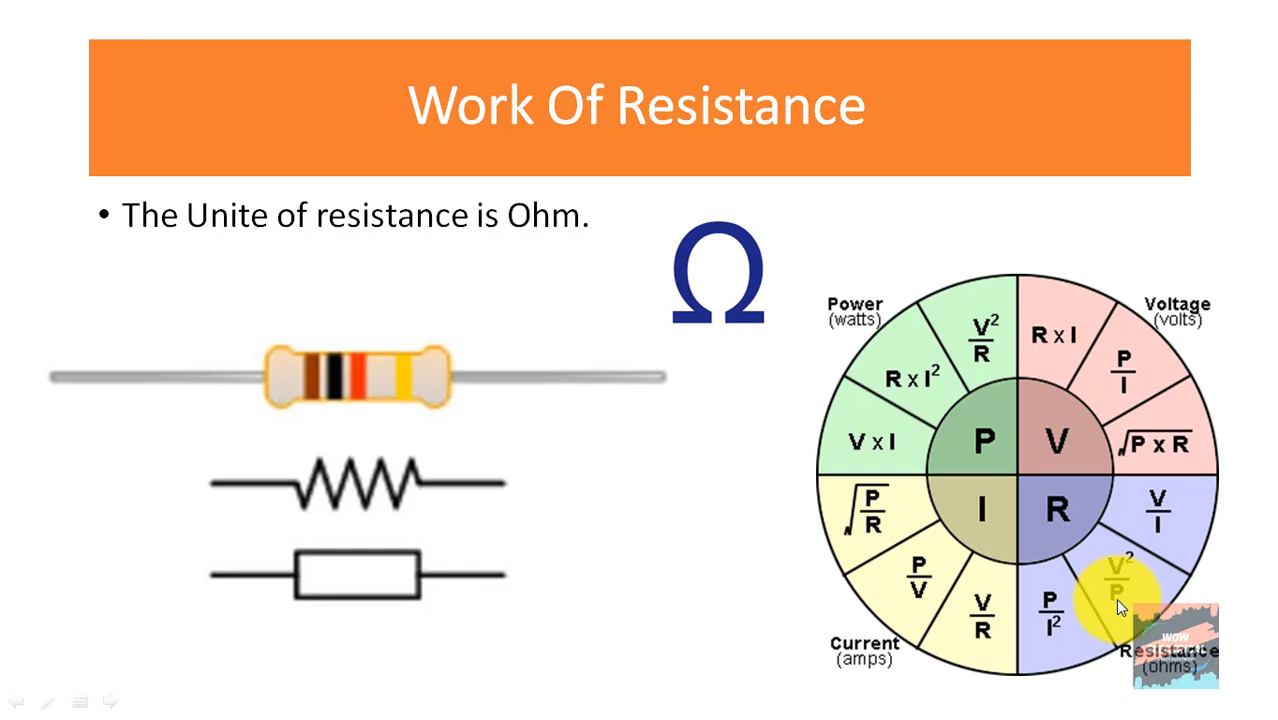 Work Of Resistance
• The Unite of resistance is Ohm.
Ω
Power
(watts)
Voltage
(volts)
V²/R
R x I
R x I²
P/I
V x I
P
V
√P x R
√P/R
I
R
V/I
P/V
V²/P
V/R
P/I²
Current
(amps)
Resistance
(ohms)
WOW